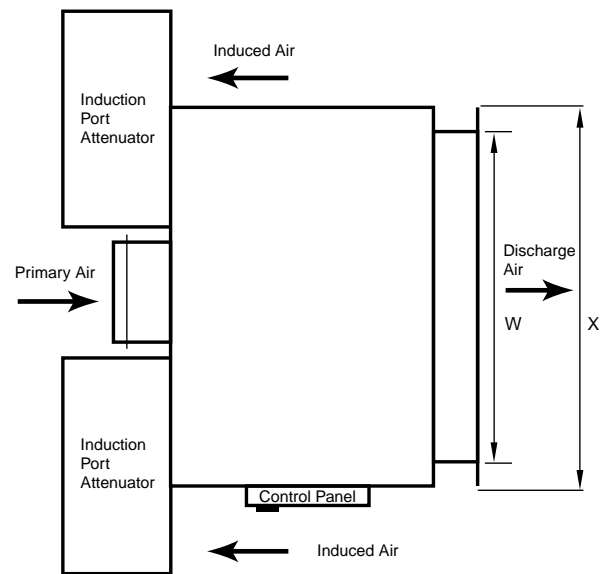 Induced Air
Induction
Port
Attenuator
Primary Air
Discharge
Air
W
X
Induction
Port
Attenuator
Control Panel
Induced Air